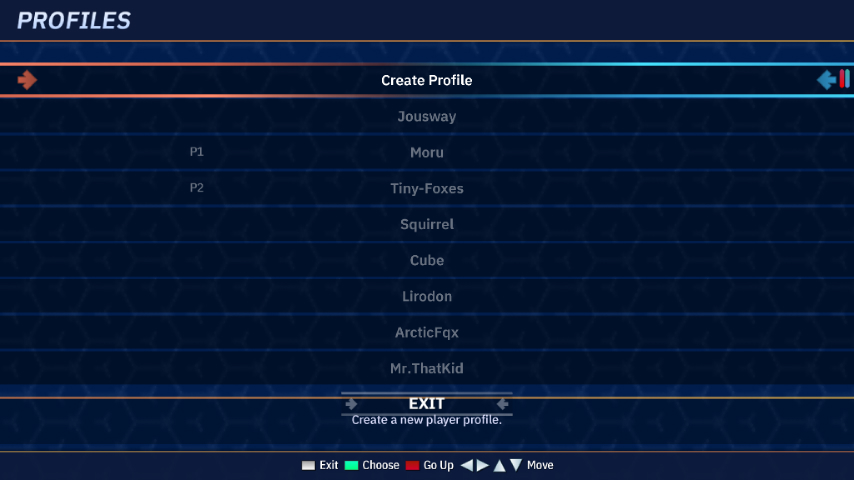 PROFILES
Create Profile
Jousway
P1 Moru
P2 Tiny-Foxes
Squirrel
Cube
Lirodon
ArcticFqx
Mr.ThatKid
EXIT
Create a new player profile.
Exit Choose Go Up Move